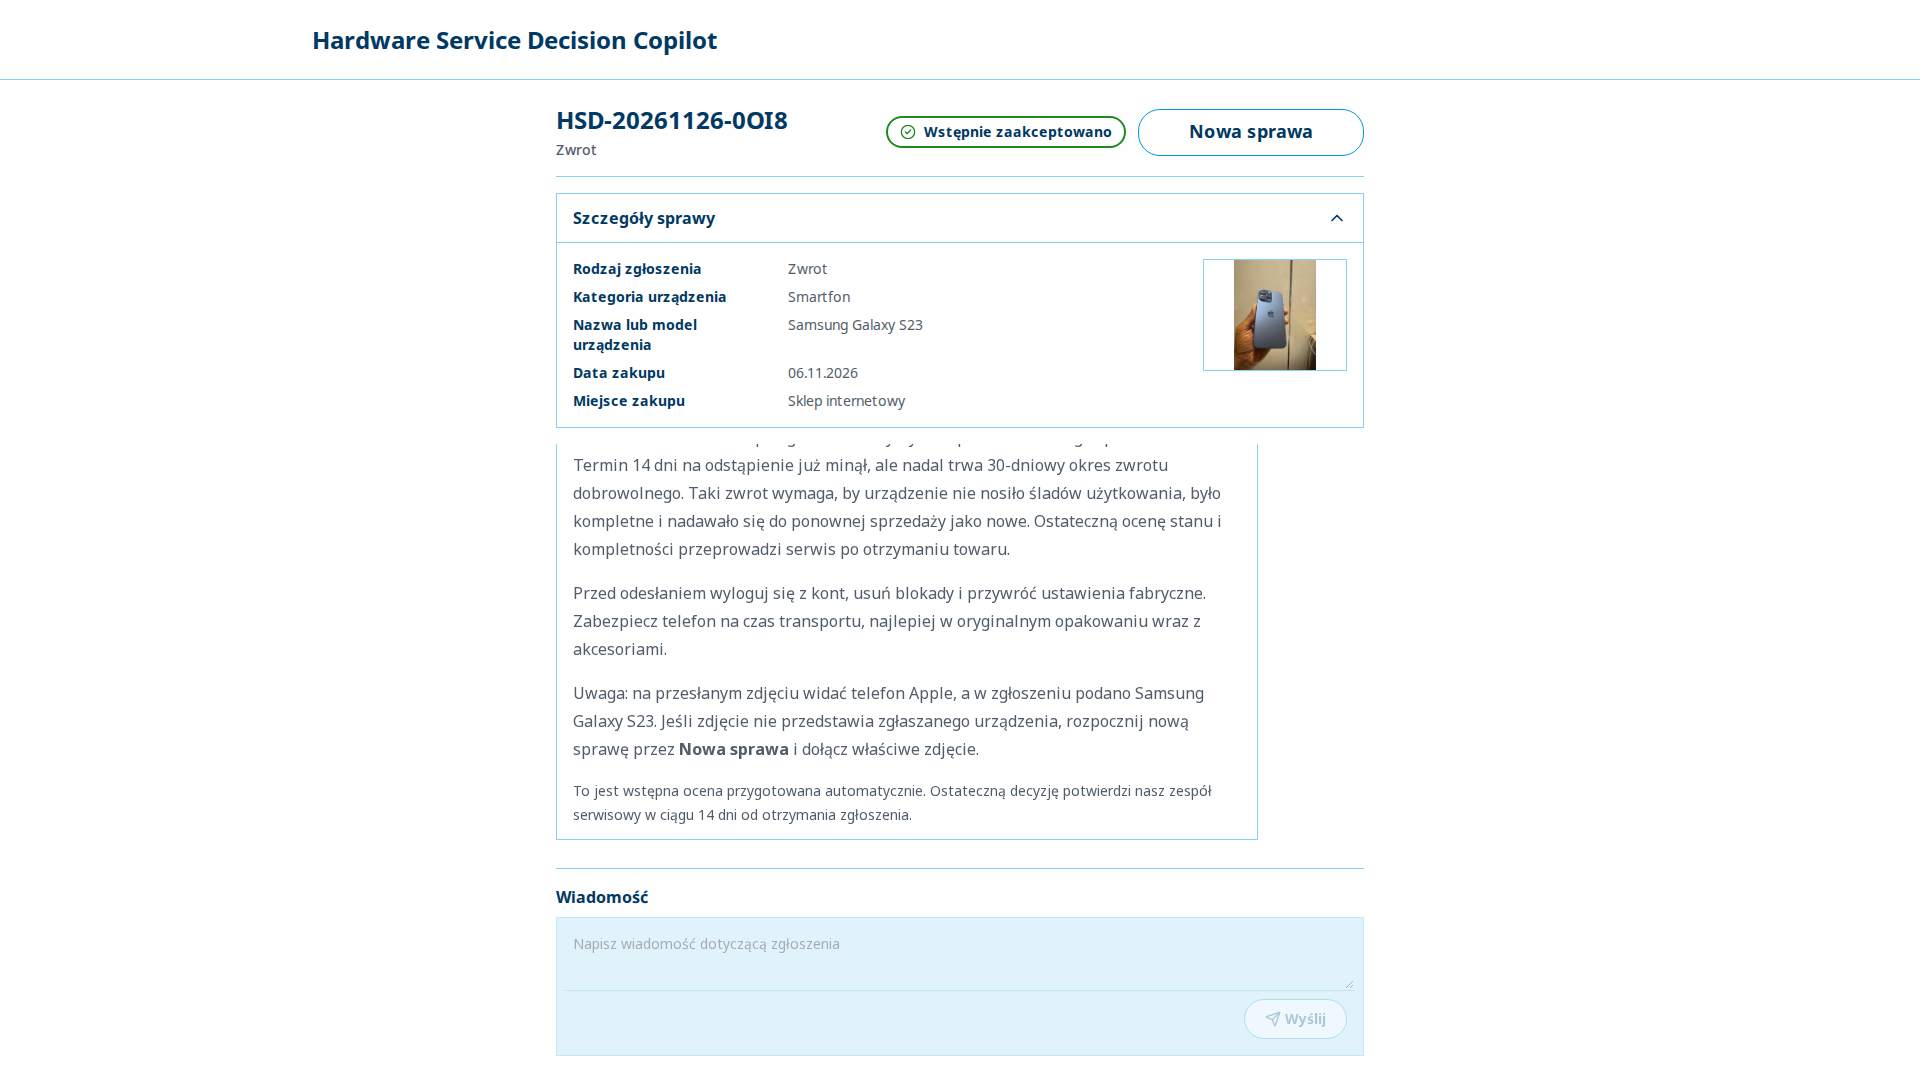 Hardware Service Decision Copilot
HSD-20261126-0OI8
Zwrot
Wstępnie zaakceptowano
Nowa sprawa
Szczegóły sprawy
Rodzaj zgłoszenia
Zwrot
Kategoria urządzenia
Smartfon
Nazwa lub model
urządzenia
Samsung Galaxy S23
Data zakupu
06.11.2026
Miejsce zakupu
Sklep internetowy
Termin 14 dni na odstąpienie już minął, ale nadal trwa 30-dniowy okres zwrotu
dobrowolnego. Taki zwrot wymaga, by urządzenie nie nosiło śladów użytkowania, było
kompletne i nadawało się do ponownej sprzedaży jako nowe. Ostateczną ocenę stanu i
kompletności przeprowadzi serwis po otrzymaniu towaru.
Przed odesłaniem wyloguj się z kont, usuń blokady i przywróć ustawienia fabryczne.
Zabezpiecz telefon na czas transportu, najlepiej w oryginalnym opakowaniu wraz z
akcesoriami.
Uwaga: na przesłanym zdjęciu widać telefon Apple, a w zgłoszeniu podano Samsung
Galaxy S23. Jeśli zdjęcie nie przedstawia zgłaszanego urządzenia, rozpocznij nową
sprawę przez Nowa sprawa i dołącz właściwe zdjęcie.
To jest wstępna ocena przygotowana automatycznie. Ostateczną decyzję potwierdzi nasz zespół
serwisowy w ciągu 14 dni od otrzymania zgłoszenia.
Wiadomość
Napisz wiadomość dotyczącą zgłoszenia
Wyślij